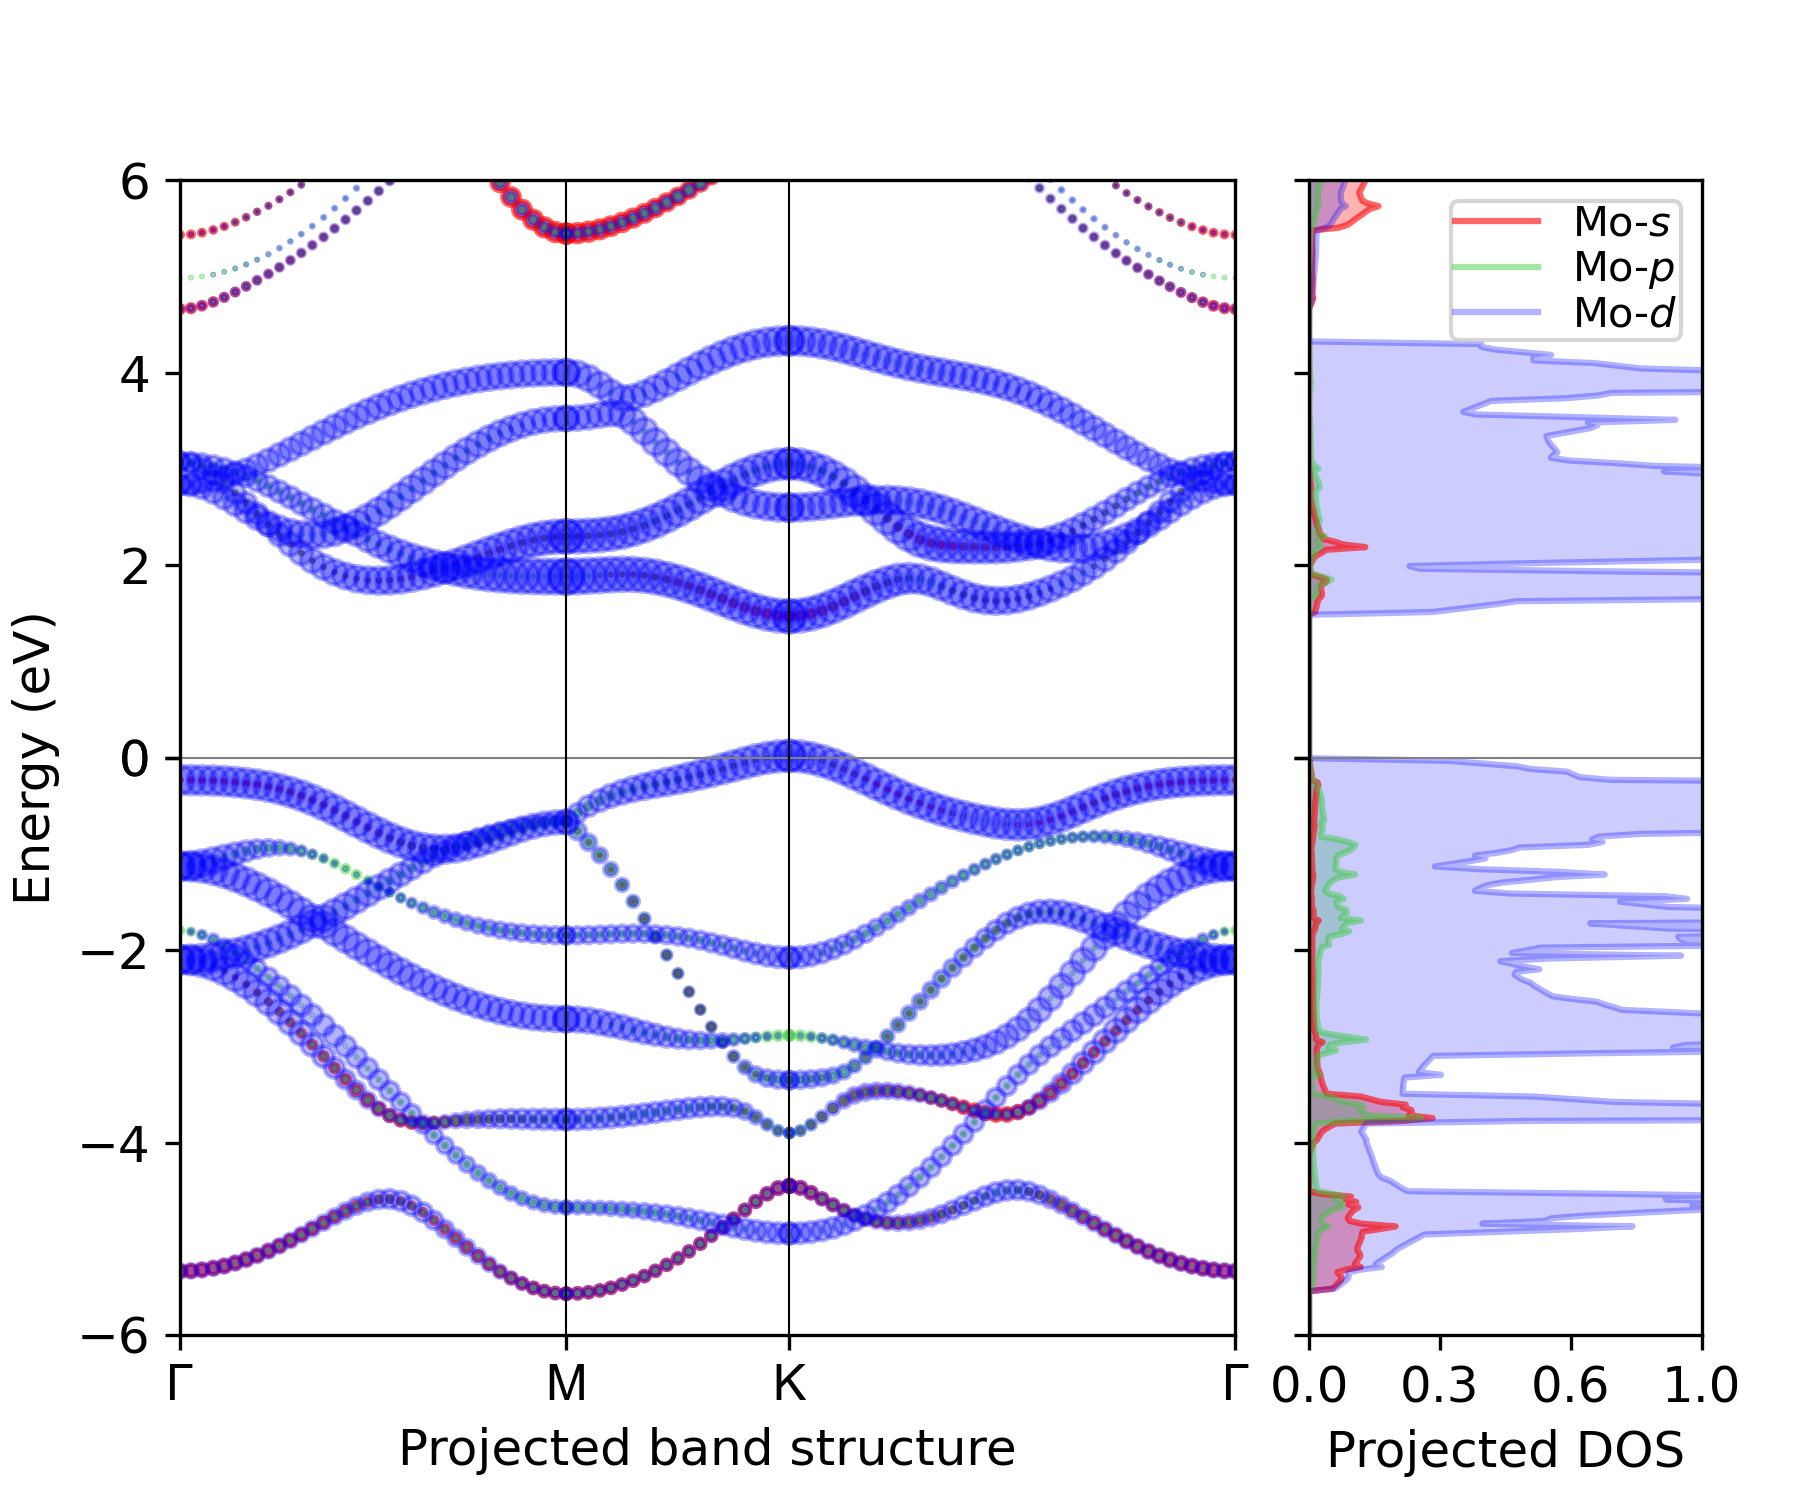 6
4
2
0
−2
−4
−6
Energy (eV)
Γ M K Γ
Projected band structure
Mo-s
Mo-p
Mo-d
0.0 0.3 0.6 1.0
Projected DOS